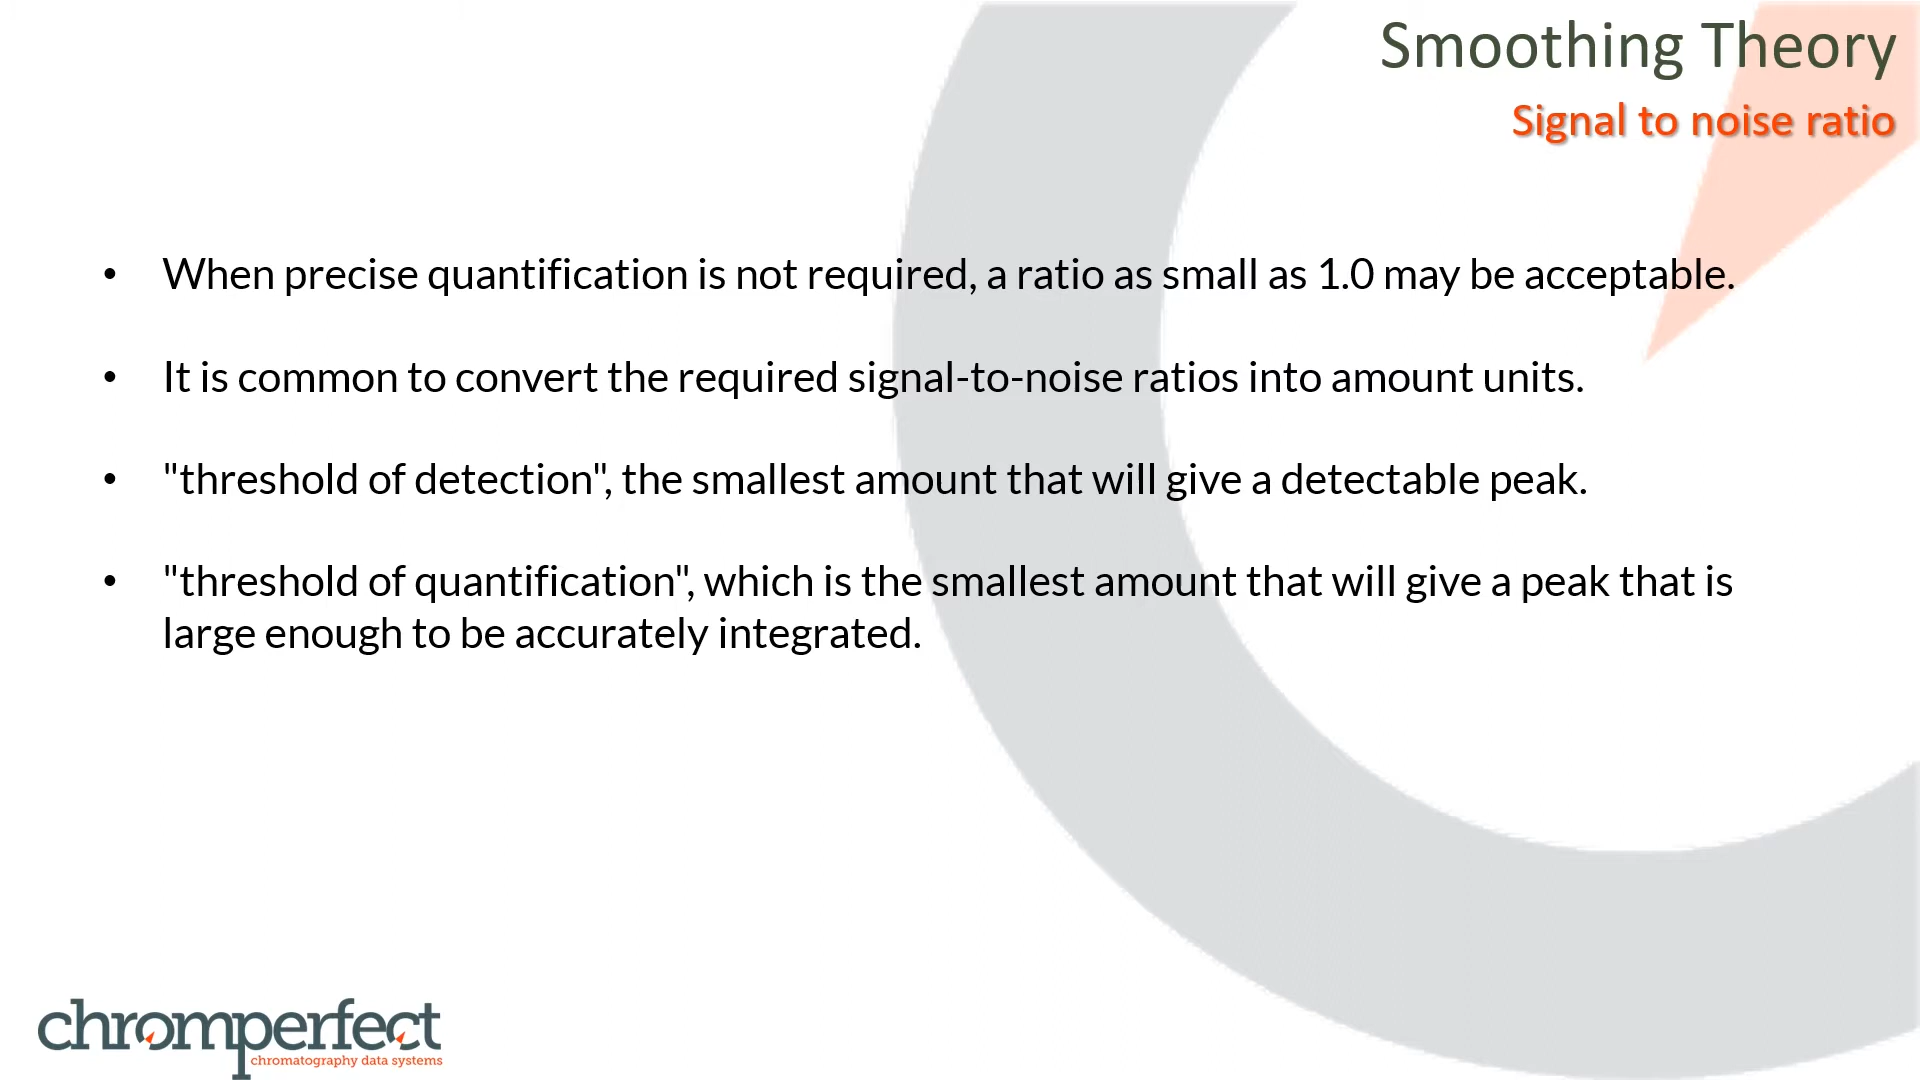 Smoothing Theory
Signal to noise ratio
• When precise quantification is not required, a ratio as small as 1.0 may be acceptable.
• It is common to convert the required signal-to-noise ratios into amount units.
• "threshold of detection", the smallest amount that will give a detectable peak.
• "threshold of quantification", which is the smallest amount that will give a peak that is
large enough to be accurately integrated.
chromperfect
chromatography data systems